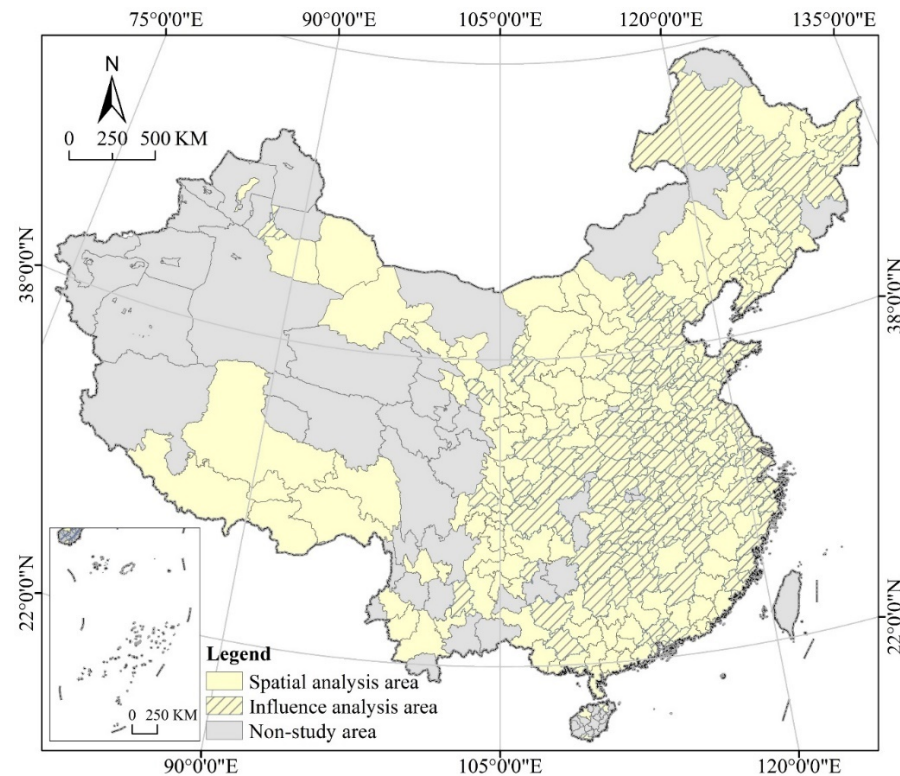 75°0'0"E 90°0'0"E 105°0'0"E 120°0'0"E 135°0'0"E
N
0 250 500 KM
38°0'0"N
38°0'0"N
22°0'0"N
22°0'0"N
Legend
Spatial analysis area
Influence analysis area
Non-study area
0 250 KM
90°0'0"E 105°0'0"E 120°0'0"E